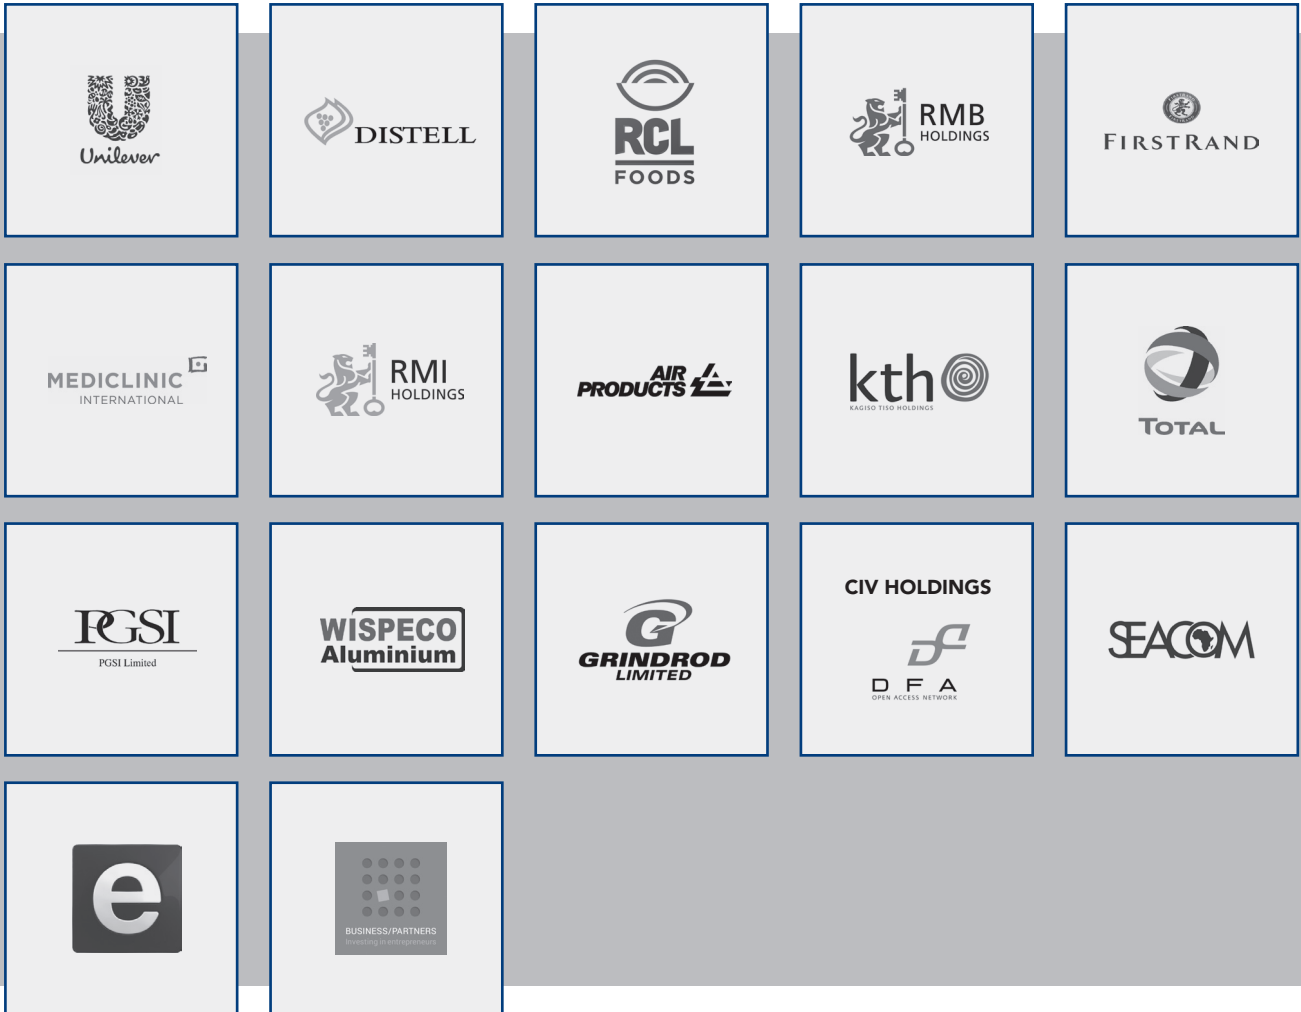 Unilever
DISTELL
RCL
FOODS
RMB
HOLDINGS
FIRSTRAND
MEDICLINIC
INTERNATIONAL
RMI
HOLDINGS
AIR
PRODUCTS
kth
KAGISO TISO HOLDINGS
TOTAL
PGSI
PGSI Limited
WISPECO
Aluminium
G
GRINDROD
LIMITED
CIV HOLDINGS
DFA
OPEN ACCESS NETWORK
SEACOM
e
BUSINESS/PARTNERS
Investing in entrepreneurs